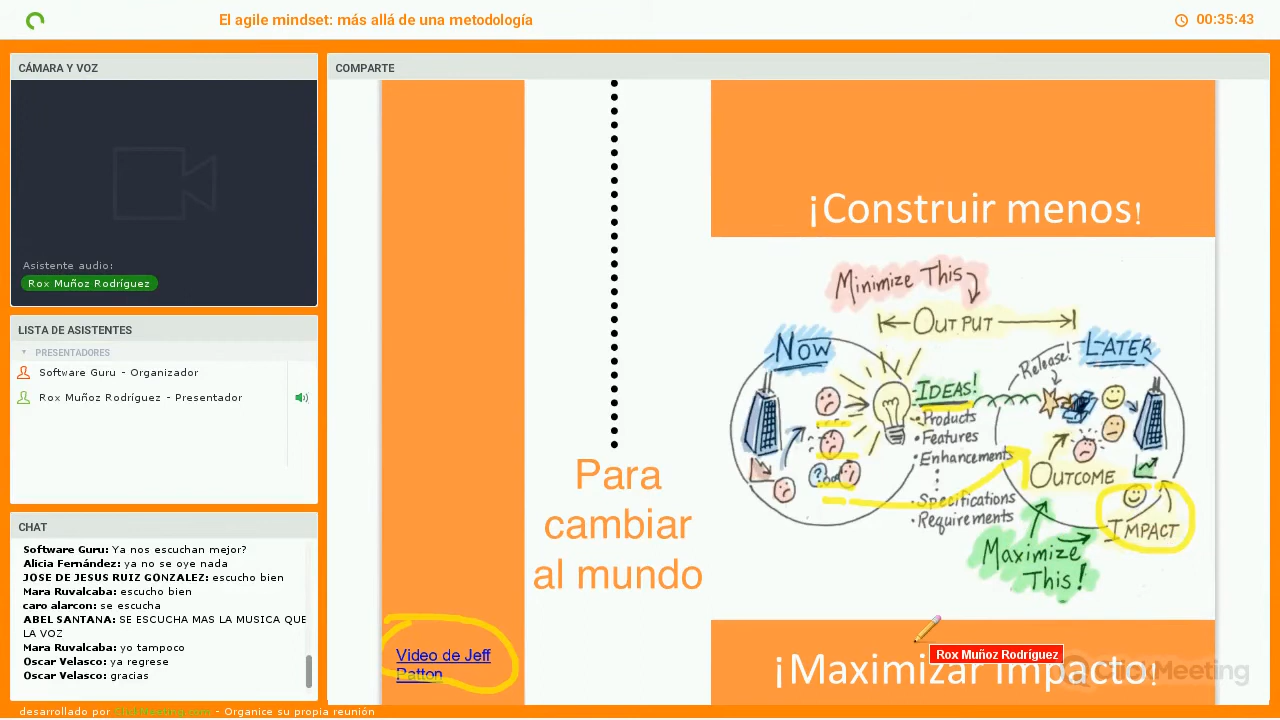 El agile mindset: más allá de una metodología
00:35:43
CÁMARA Y VOZ
Asistente audio:
Rox Muñoz Rodríguez
LISTA DE ASISTENTES
PRESENTADORES
Software Guru - Organizador
Rox Muñoz Rodríguez - Presentador
CHAT
Software Guru: Ya nos escuchan mejor?
Alicia Fernández: ya no se oye nada
JOSE DE JESUS RUIZ GONZALEZ: escucho bien
Mara Ruvalcaba: escucho bien
caro alarcon: se escucha
ABEL SANTANA: SE ESCUCHA MAS LA MUSICA QUE
LA VOZ
Mara Ruvalcaba: yo tampoco
Oscar Velasco: ya regrese
Oscar Velasco: gracias
desarrollado por ClickMeeting.com - Organice su propia reunión
COMPARTE
Para
cambiar
al mundo
Video de Jeff
Patton
¡Construir menos!
Minimize This
OUTPUT
NOW
LATER
Release!
IDEAS!
• Products
• Features
• Enhancements
• Specifications
• Requirements
OUTCOME
IMPACT
Maximize
This!
¡Maximizar Impacto!
Rox Muñoz Rodríguez
ClickMeeting